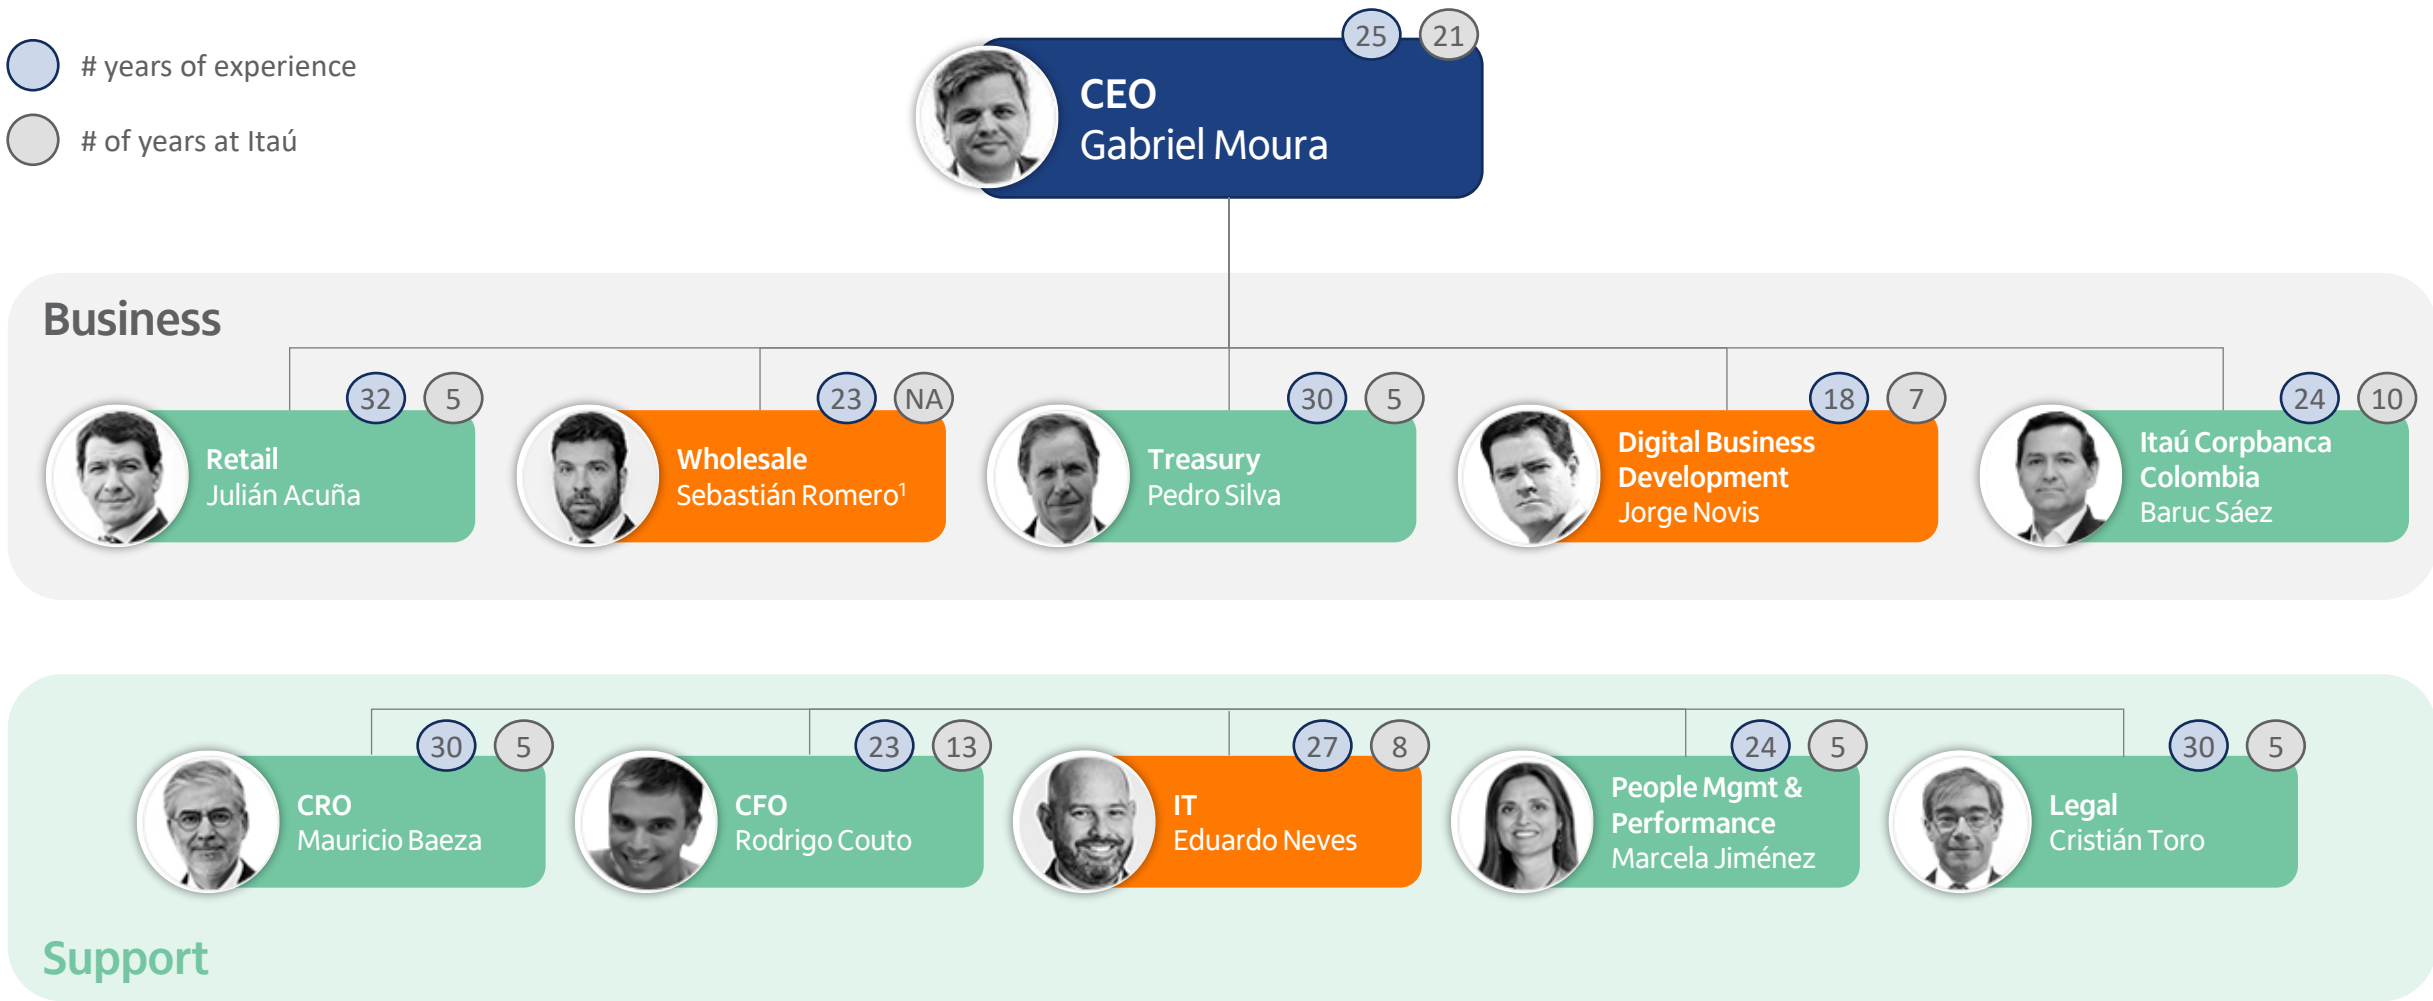 # years of experience
# of years at Itaú
25
21
CEO
Gabriel Moura
Business
32
5
Retail
Julián Acuña
23
NA
Wholesale
Sebastián Romero¹
30
5
Treasury
Pedro Silva
18
7
Digital Business
Development
Jorge Novis
24
10
Itaú Corpbanca
Colombia
Baruc Sáez
30
5
CRO
Mauricio Baeza
23
13
CFO
Rodrigo Couto
27
8
IT
Eduardo Neves
24
5
People Mgmt &
Performance
Marcela Jiménez
30
5
Legal
Cristián Toro
Support